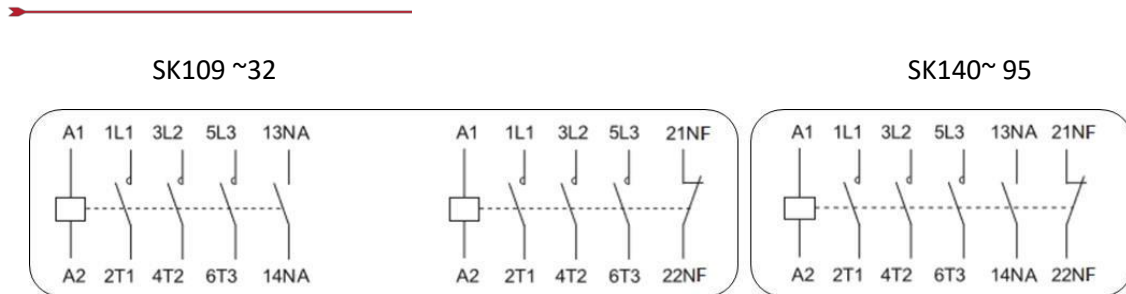 SK109 ~32
SK140~ 95
A1 1L1 3L2 5L3 13NA
A2 2T1 4T2 6T3 14NA
A1 1L1 3L2 5L3 21NF
A2 2T1 4T2 6T3 22NF
A1 1L1 3L2 5L3 13NA 21NF
A2 2T1 4T2 6T3 14NA 22NF